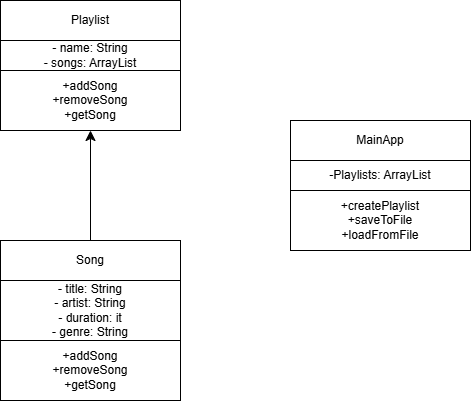 Playlist
- name: String
- songs: ArrayList
+addSong
+removeSong
+getSong
MainApp
-Playlists: ArrayList
+createPlaylist
+saveToFile
+loadFromFile
Song
- title: String
- artist: String
- duration: it
- genre: String
+addSong
+removeSong
+getSong